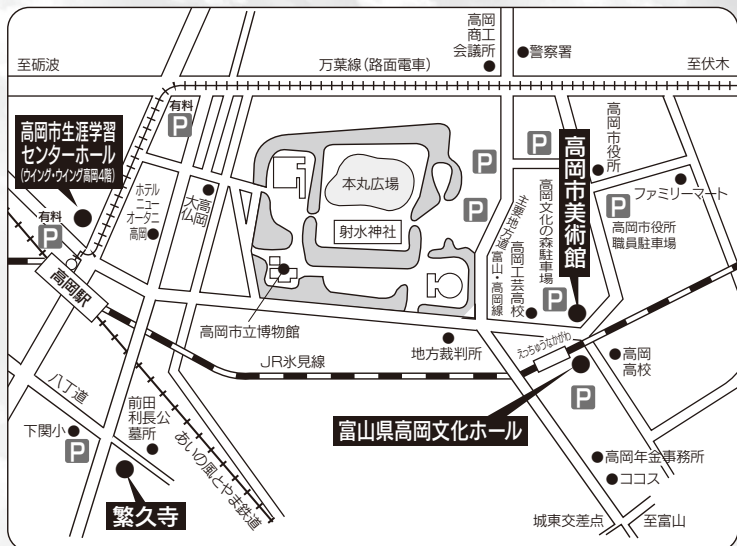 高岡
商工
会議所
警察署
至砺波
万葉線（路面電車）
至伏木
有料
P
高岡市生涯学習
センターホール
（ウイング・ウイング高岡4階）
有料
P
ホテル
ニュー
オータニ
高岡
高岡
大仏
高岡駅
本丸広場
射水神社
高岡市立博物館
P
P
P
主要地方道 富山・高岡線
高岡工芸高校
高岡文化の森駐車場
P
高岡市美術館
高岡市役所
ファミリーマート
P
高岡市役所
職員駐車場
地方裁判所
JR氷見線
えっちゅうなかがわ
高岡
高校
P
富山県高岡文化ホール
八丁道
下関小
P
前田
利長公
墓所
あいの風とやま鉄道
繁久寺
高岡年金事務所
ココス
城東交差点
至富山